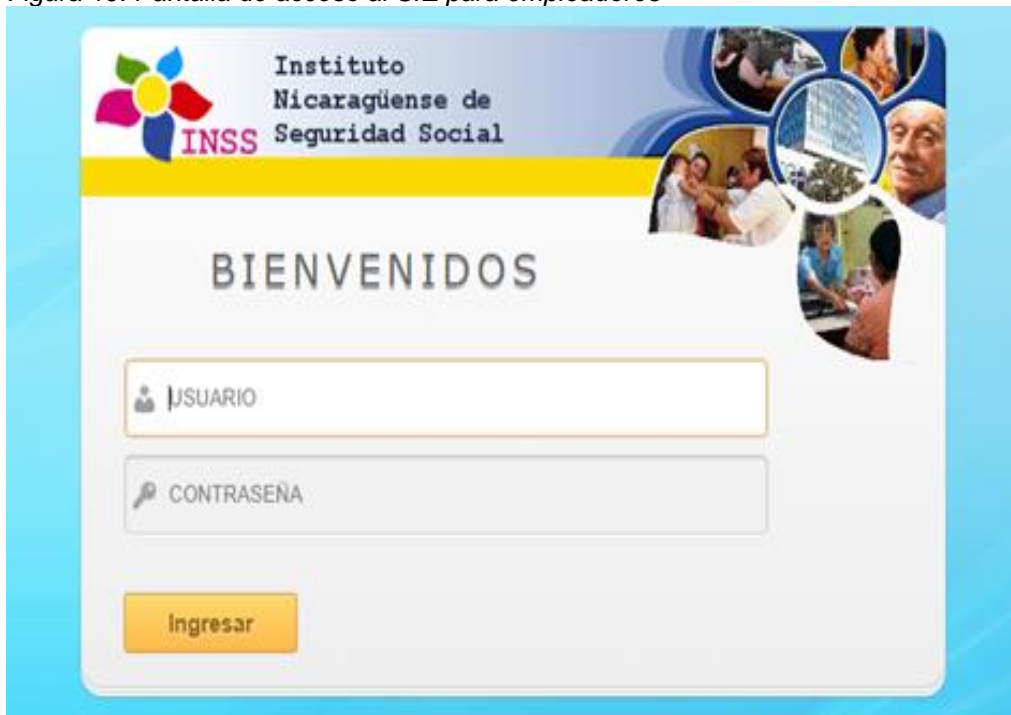 Instituto
Nicaragüense de
INSS Seguridad Social
BIENVENIDOS
USUARIO
CONTRASEÑA
Ingresar